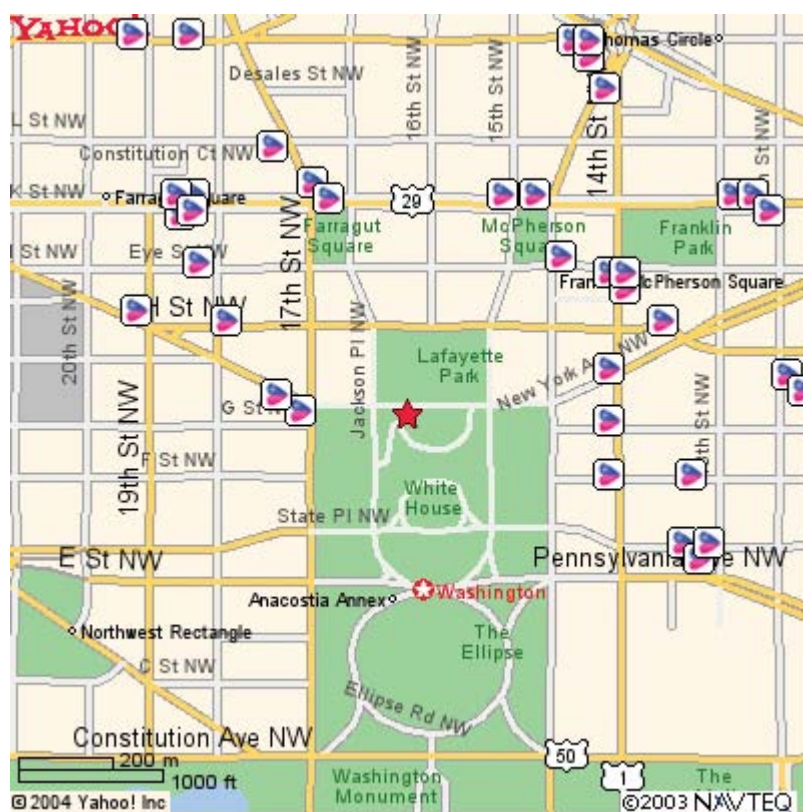 YAHOO!
Thomas Circle
Desales St NW
16th St NW
15th St NW
14th St
L St NW
Constitution Ct NW
K St NW
Farragut Square
29
Farragut
Square
McPherson
Square
Franklin
Park
Eye St NW
I St NW
McPherson Square
17th St NW
H St NW
20th St NW
Jackson Pl NW
Lafayette
Park
New York Ave NW
G St NW
19th St NW
F St NW
13th St NW
White
House
State Pl NW
E St NW
Pennsylvania Ave NW
Washington
Anacostia Annex
Northwest Rectangle
The
Ellipse
C St NW
Ellipse Rd NW
Constitution Ave NW
50
200 m
1000 ft
Washington
Monument
1
The
© 2004 Yahoo! Inc
©2003 NAVTEQ